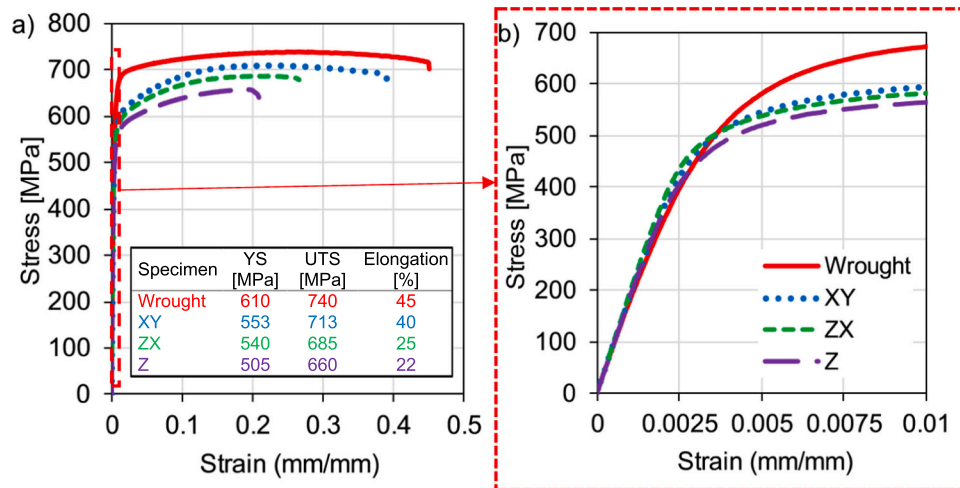 a)
800
700
600
500
400
300
200
100
0
Stress [MPa]
Specimen YS [MPa] UTS [MPa] Elongation [%]
Wrought 610 740 45
XY 553 713 40
ZX 540 685 25
Z 505 660 22
0 0.1 0.2 0.3 0.4 0.5
Strain (mm/mm)
b)
700
600
500
400
300
200
100
0
Stress [MPa]
Wrought
XY
ZX
Z
0 0.0025 0.005 0.0075 0.01
Strain (mm/mm)